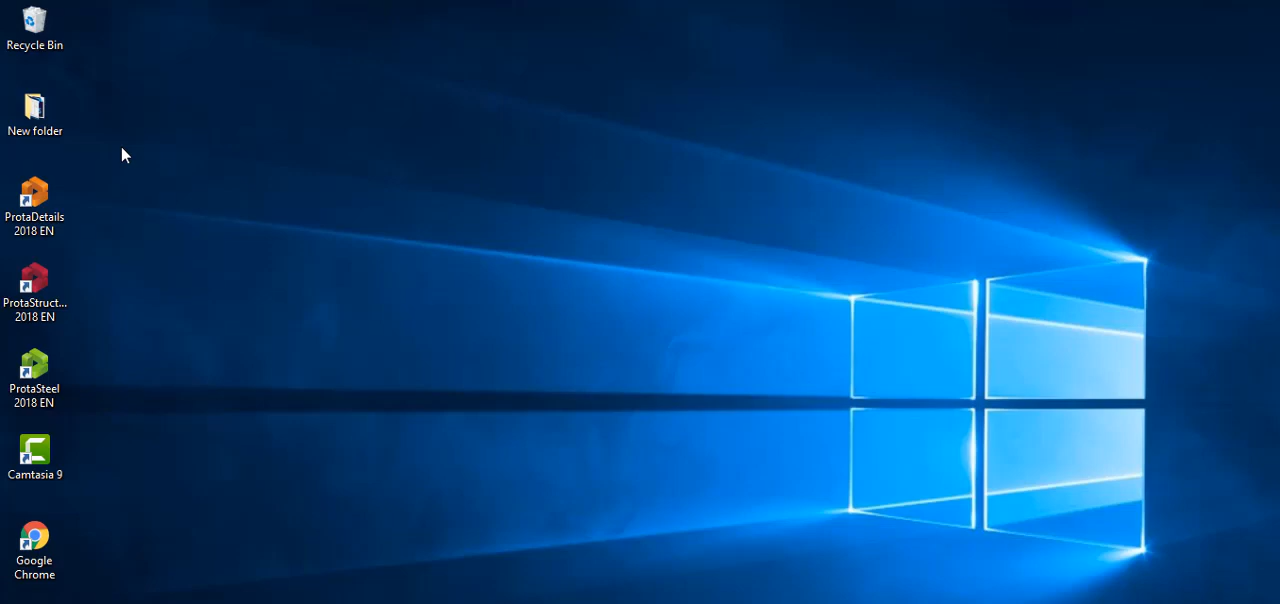 Recycle Bin
New folder
ProtaDetails
2018 EN
ProtaStruct...
2018 EN
ProtaSteel
2018 EN
Camtasia 9
Google
Chrome